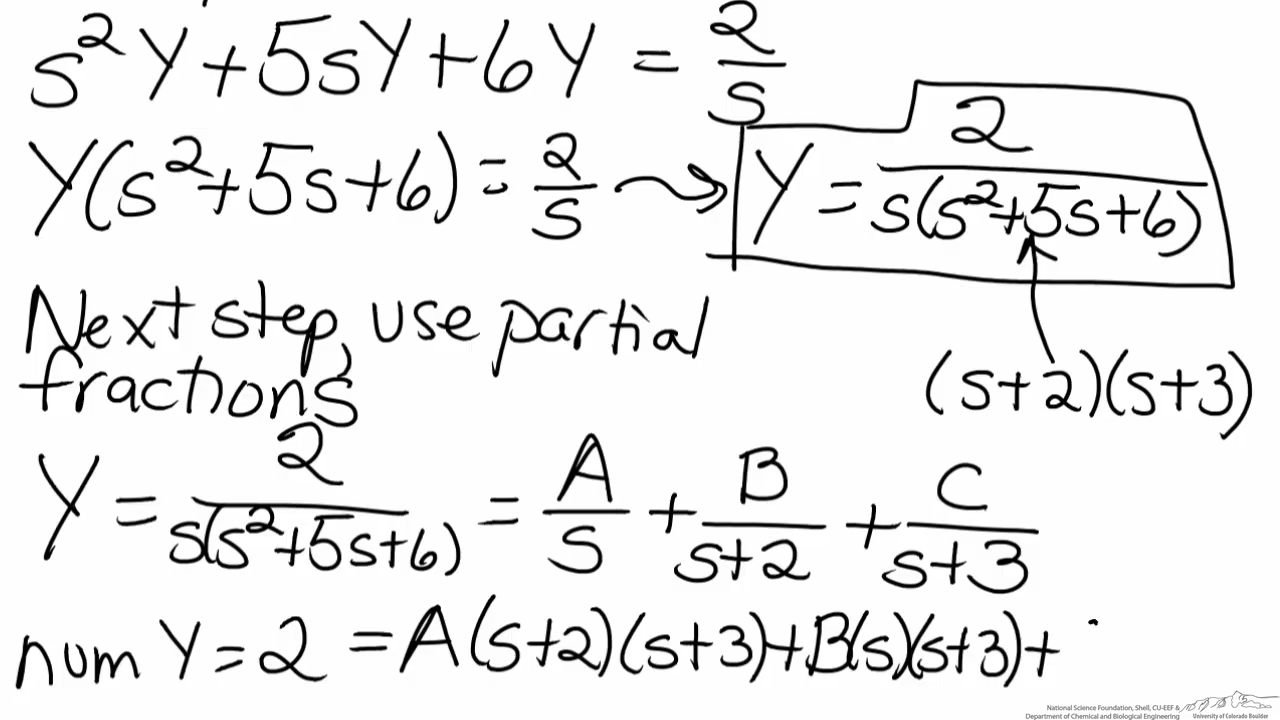 s²Y+5sY+6Y = 2/s
Y(s²+5s+6) = 2/s → Y = 2/(s(s²+5s+6))
Next step, use partial
fractions
(s+2)(s+3)
Y = 2/(s(s²+5s+6)) = A/s + B/(s+2) + C/(s+3)
num Y = 2 = A(s+2)(s+3)+B(s)(s+3)+
National Science Foundation, Shell, CU-EEF &
Department of Chemical and Biological Engineering
University of Colorado Boulder